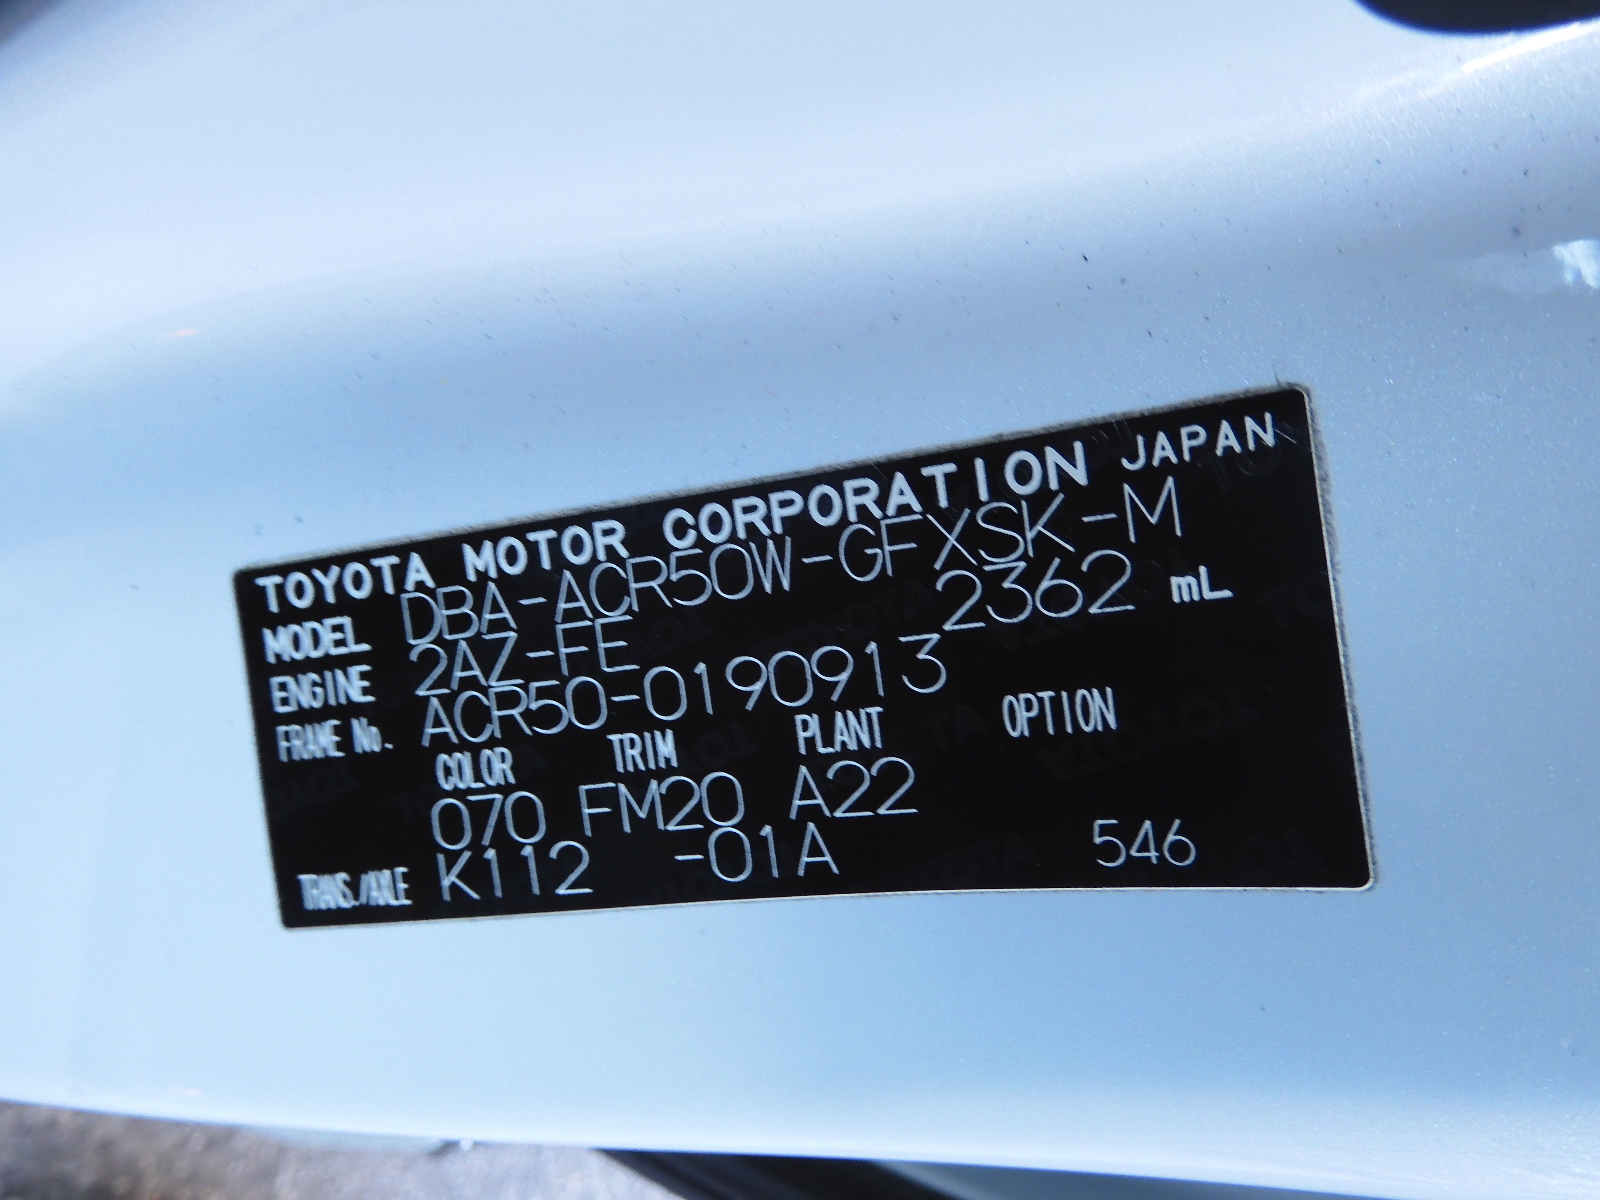 TOYOTA MOTOR CORPORATION JAPAN
MODEL DBA-ACR50W-GFXSK-M
ENGINE 2AZ-FE 2362 mL
FRAME No. ACR50-0190913
COLOR TRIM PLANT OPTION
070 FM20 A22
TRANS./AXLE K112 -01A 546